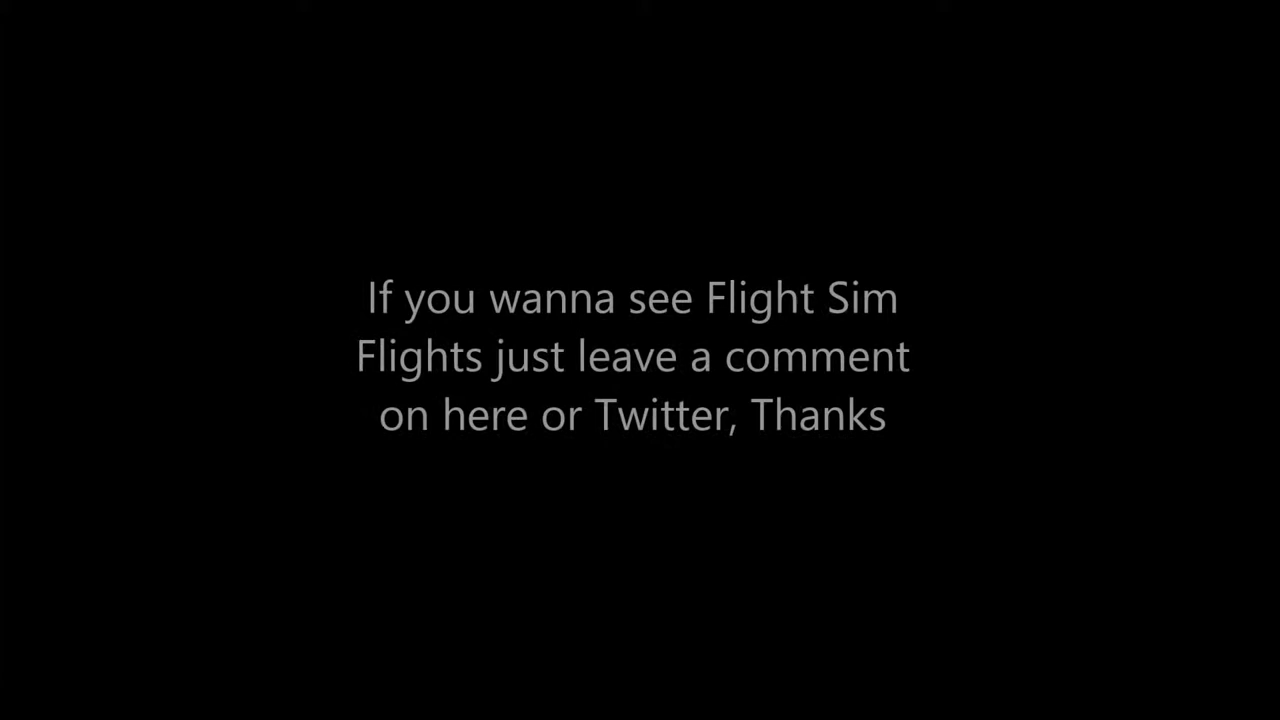 If you wanna see Flight Sim
Flights just leave a comment
on here or Twitter, Thanks